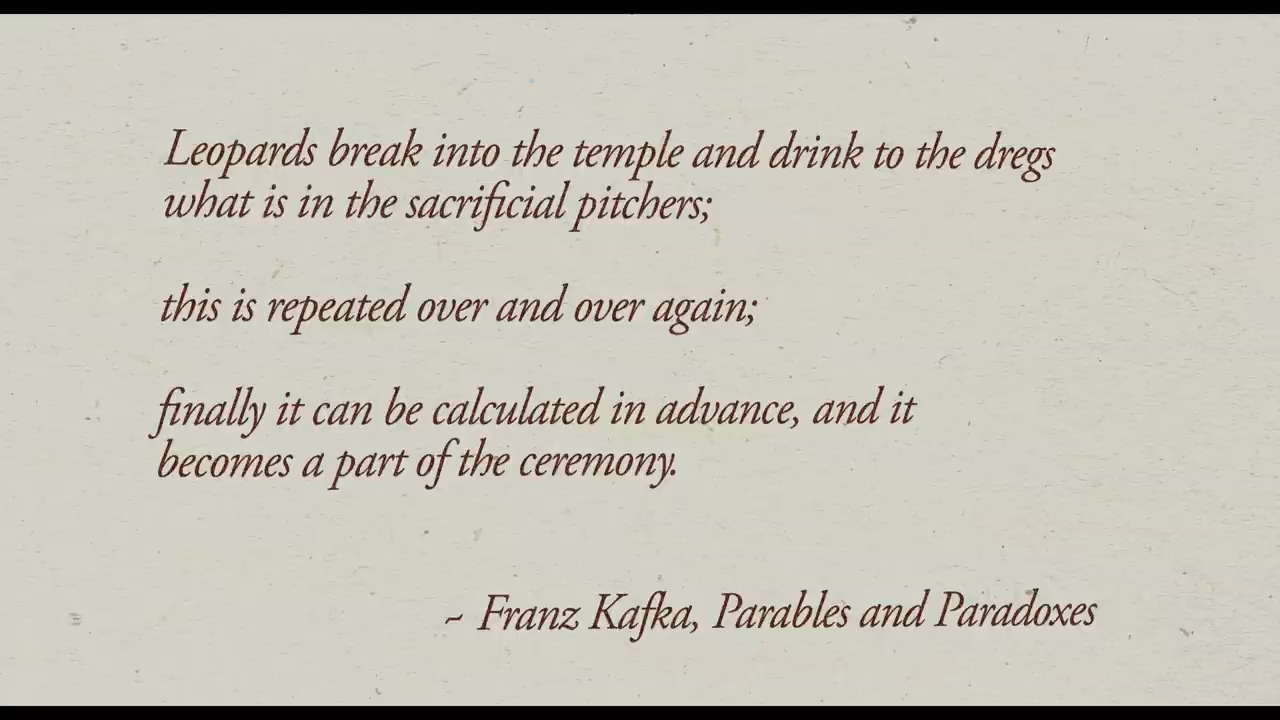 Leopards break into the temple and drink to the dregs
what is in the sacrificial pitchers;
this is repeated over and over again;
finally it can be calculated in advance, and it
becomes a part of the ceremony.
~ Franz Kafka, Parables and Paradoxes